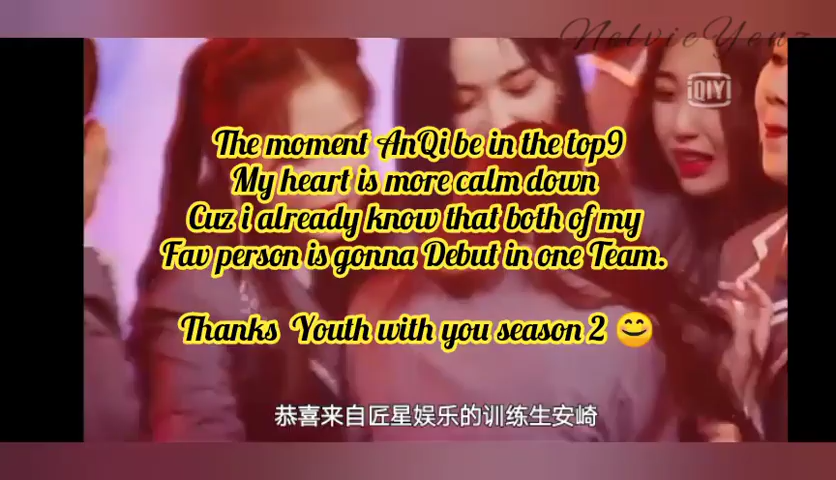 NelvieYenz
iQIYI
The moment AnQi be in the top9
My heart is more calm down
Cuz i already know that both of my
Fav person is gonna Debut in one Team.
Thanks Youth with you season 2 😊
恭喜来自匠星娱乐的训练生安崎